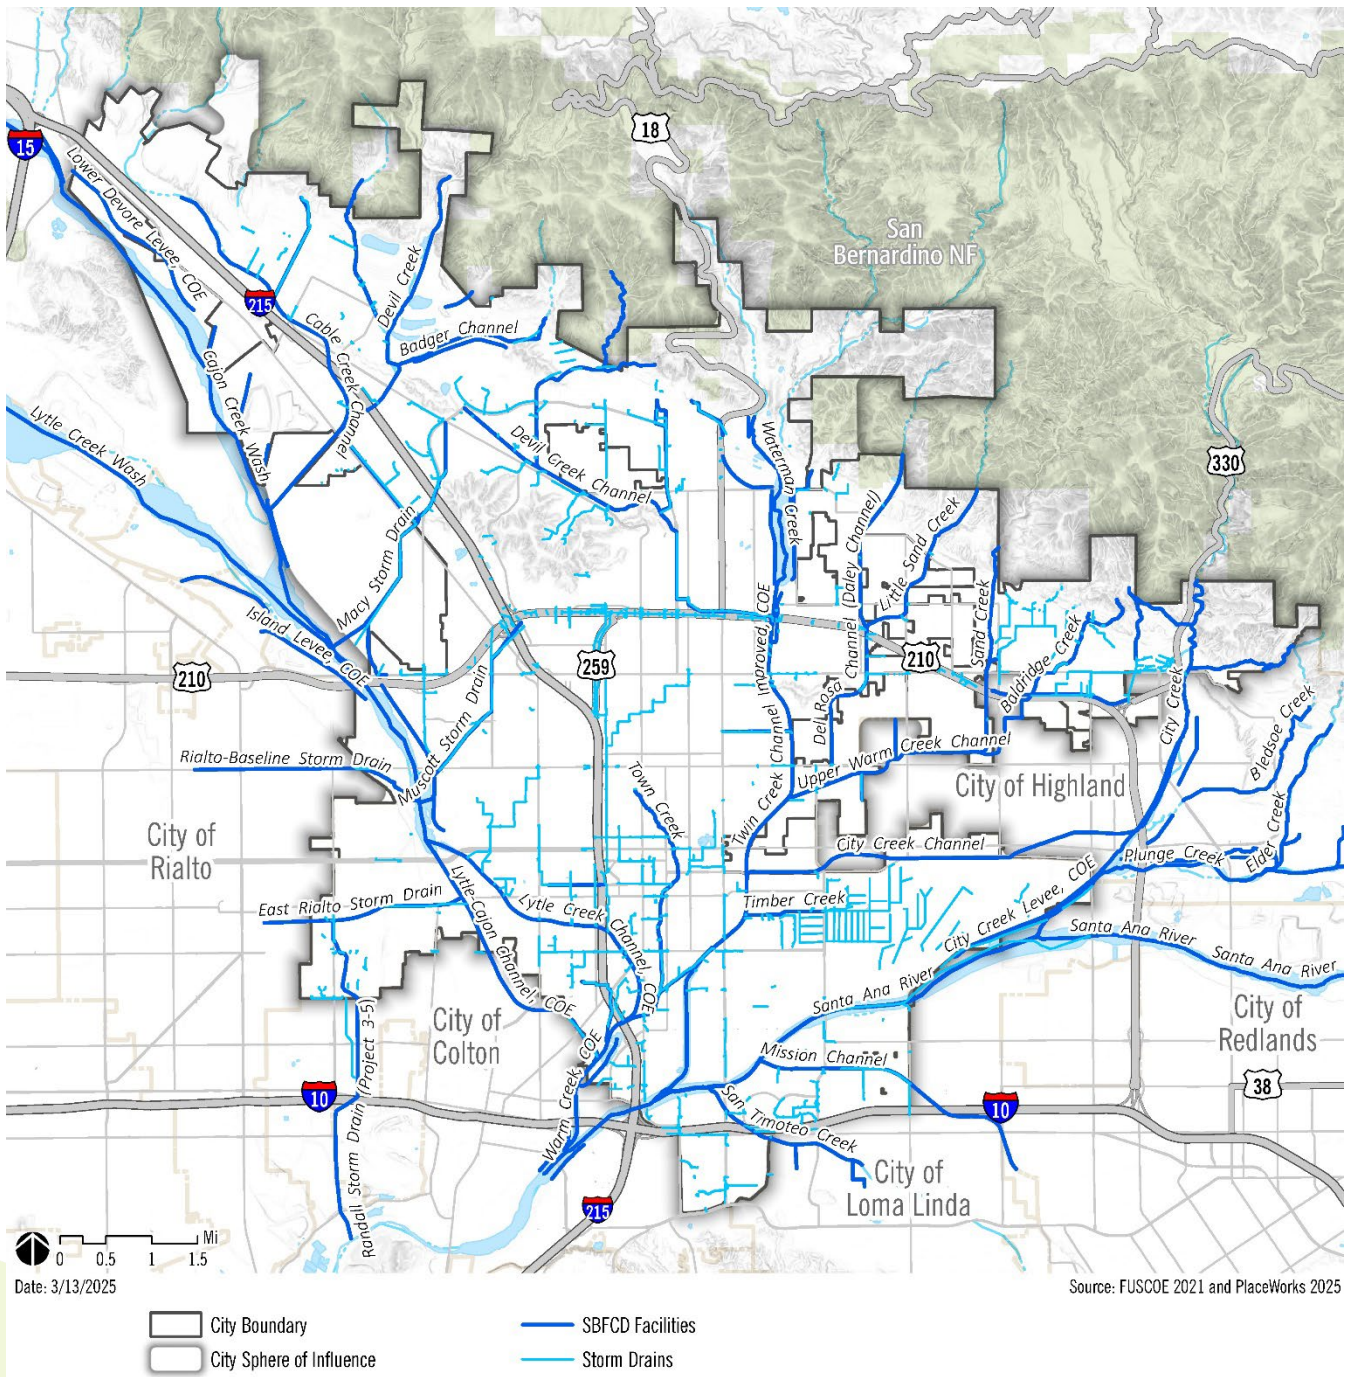 18
15
San
Bernardino NF
Lower Devore Levee, COE
215
Cable Creek Channel
Devil Creek
Badger Channel
Cajon Creek Wash
Lytle Creek Wash
Devil Creek Channel
Waterman Creek
330
Macy Storm Drain
Dell Rosa Channel (Daley Channel)
Little Sand Creek
Sand Creek
Island Levee, COE
210
259
210
Baldridge Creek
City Creek
Bledsoe Creek
Muscott Storm Drain
Twin Creek Channel Improved, COE
Rialto-Baseline Storm Drain
Town Creek
Upper Warm Creek Channel
City of Highland
City of
Rialto
City Creek Channel
Plunge Creek
Elder Creek
East Rialto Storm Drain
Lytle-Cajon Channel, COE
Lytle Creek Channel, COE
Timber Creek
City Creek Levee, COE
Santa Ana River
Santa Ana River
Santa Ana River
City of
Colton
City of
Redlands
Randall Storm Drain (Project 3-5)
Warm Creek, COE
Mission Channel
10
San Timoteo Creek
10
38
City of
Loma Linda
215
Mi
0 0.5 1 1.5
Date: 3/13/2025
Source: FUSCOE 2021 and PlaceWorks 2025
City Boundary
SBFCD Facilities
City Sphere of Influence
Storm Drains